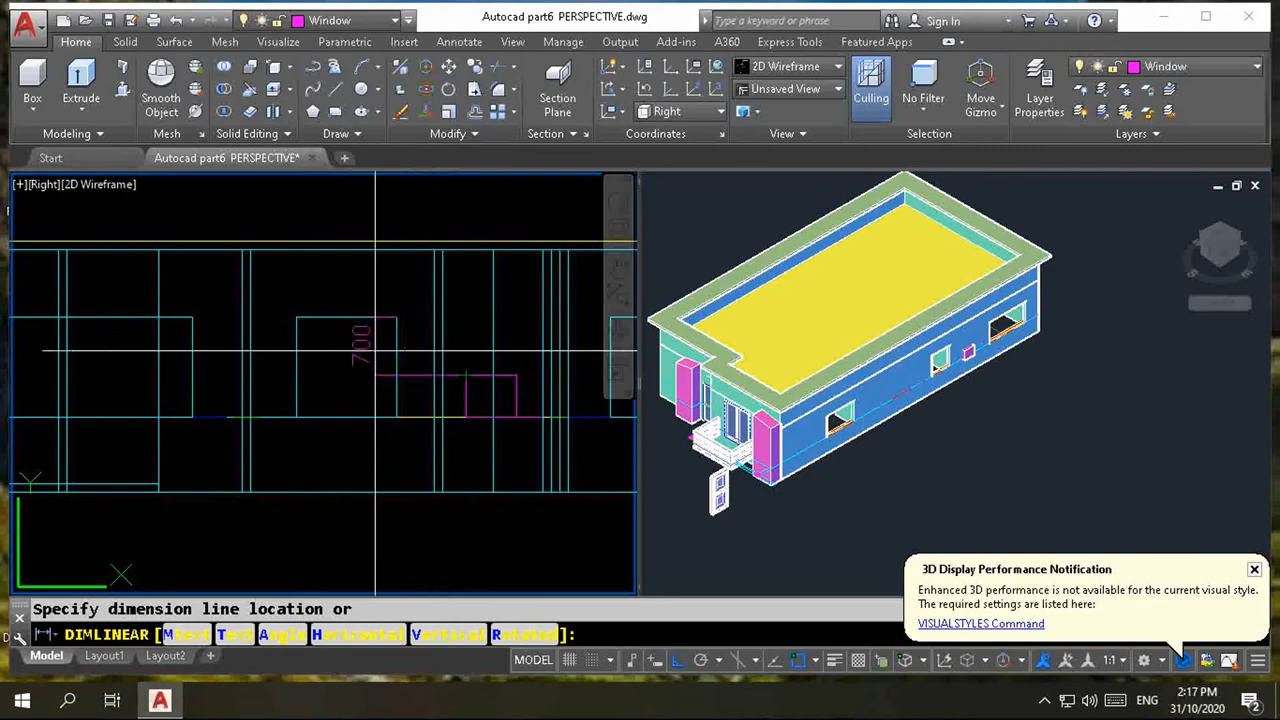 Window
Autocad part6 PERSPECTIVE.dwg
Type a keyword or phrase
Sign In
Home Solid Surface Mesh Visualize Parametric Insert Annotate View Manage Output Add-ins A360 Express Tools Featured Apps
2D Wireframe
Unsaved View
Right
Window
Box Extrude Smooth Object Section Plane Culling No Filter Move Gizmo Layer Properties
Modeling Mesh Solid Editing Draw Modify Section Coordinates View Selection Layers
Start Autocad part6 PERSPECTIVE*
[+][Right][2D Wireframe]
700
Y
X
3D Display Performance Notification
Enhanced 3D performance is not available for the current visual style.
The required settings are listed here:
VISUALSTYLES Command
Specify dimension line location or
DIMLINEAR [Mtext Text Angle Horizontal Vertical Rotated]:
Model Layout1 Layout2 +
MODEL
1:1
ENG
2:17 PM
31/10/2020
2